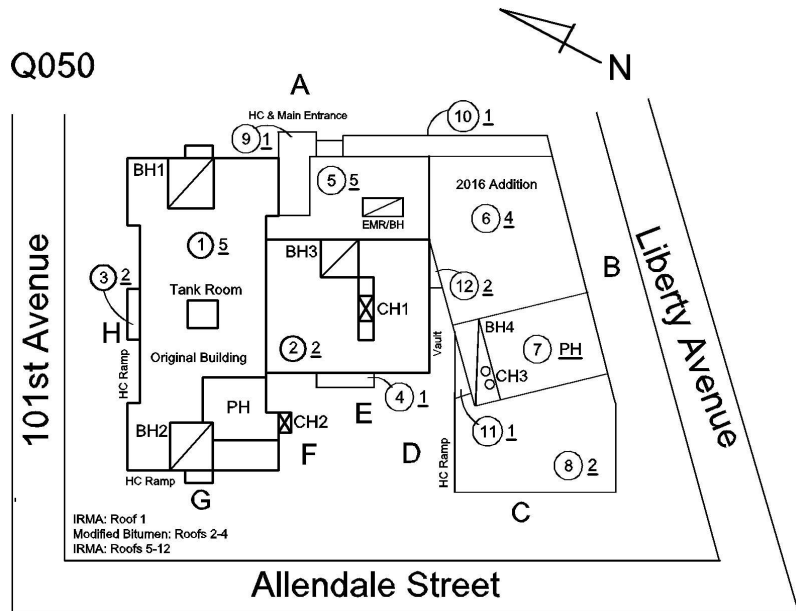 Q050
N
A
HC & Main Entrance
9 1
10 1
BH1
5 5
2016 Addition
EMR/BH
6 4
1 5
BH3
B
3 2
Tank Room
12 2
CH1
H
BH4
7 PH
Original Building
2 2
Vault
CH3
HC Ramp
PH
4 1
E
BH2
CH2
11 1
F
D
HC Ramp
8 2
HC Ramp
G
C
IRMA: Roof 1
Modified Bitumen: Roofs 2-4
IRMA: Roofs 5-12
101st Avenue
Liberty Avenue
Allendale Street